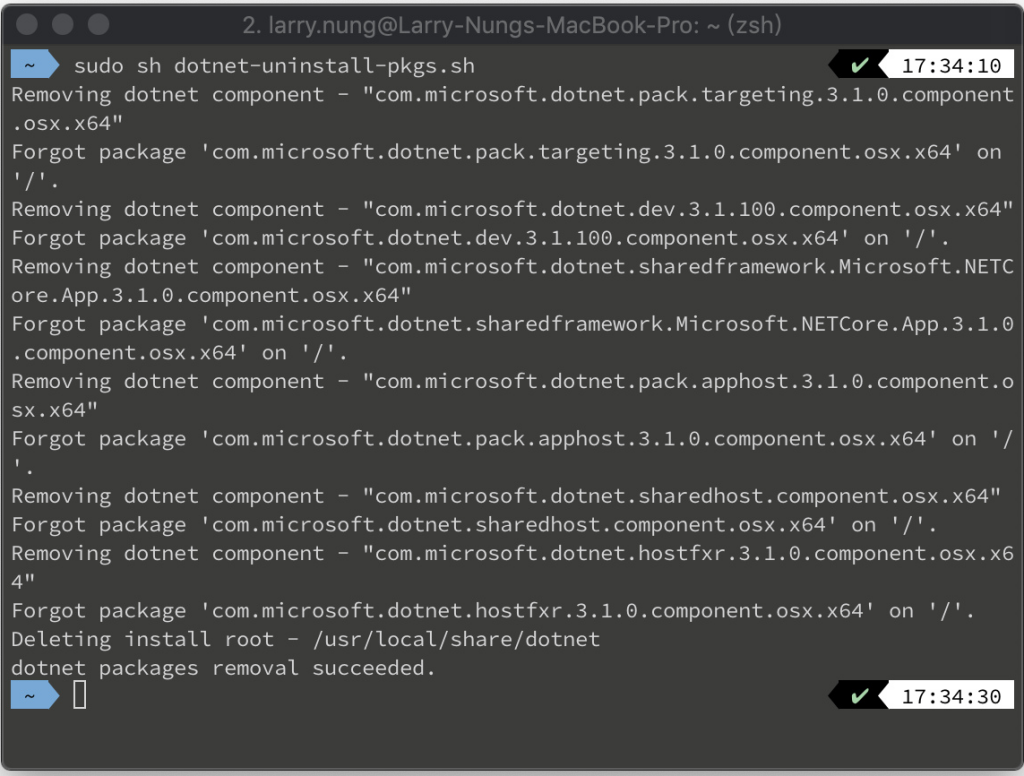 2. larry.nung@Larry-Nungs-MacBook-Pro: ~ (zsh)
~ sudo sh dotnet-uninstall-pkgs.sh ✔ 17:34:10
Removing dotnet component - "com.microsoft.dotnet.pack.targeting.3.1.0.component
.osx.x64"
Forgot package 'com.microsoft.dotnet.pack.targeting.3.1.0.component.osx.x64' on
'/'.
Removing dotnet component - "com.microsoft.dotnet.dev.3.1.100.component.osx.x64"
Forgot package 'com.microsoft.dotnet.dev.3.1.100.component.osx.x64' on '/'.
Removing dotnet component - "com.microsoft.dotnet.sharedframework.Microsoft.NETC
ore.App.3.1.0.component.osx.x64"
Forgot package 'com.microsoft.dotnet.sharedframework.Microsoft.NETCore.App.3.1.0
.component.osx.x64' on '/'.
Removing dotnet component - "com.microsoft.dotnet.pack.apphost.3.1.0.component.o
sx.x64"
Forgot package 'com.microsoft.dotnet.pack.apphost.3.1.0.component.osx.x64' on '/
'.
Removing dotnet component - "com.microsoft.dotnet.sharedhost.component.osx.x64"
Forgot package 'com.microsoft.dotnet.sharedhost.component.osx.x64' on '/'.
Removing dotnet component - "com.microsoft.dotnet.hostfxr.3.1.0.component.osx.x6
4"
Forgot package 'com.microsoft.dotnet.hostfxr.3.1.0.component.osx.x64' on '/'.
Deleting install root - /usr/local/share/dotnet
dotnet packages removal succeeded.
~ ✔ 17:34:30